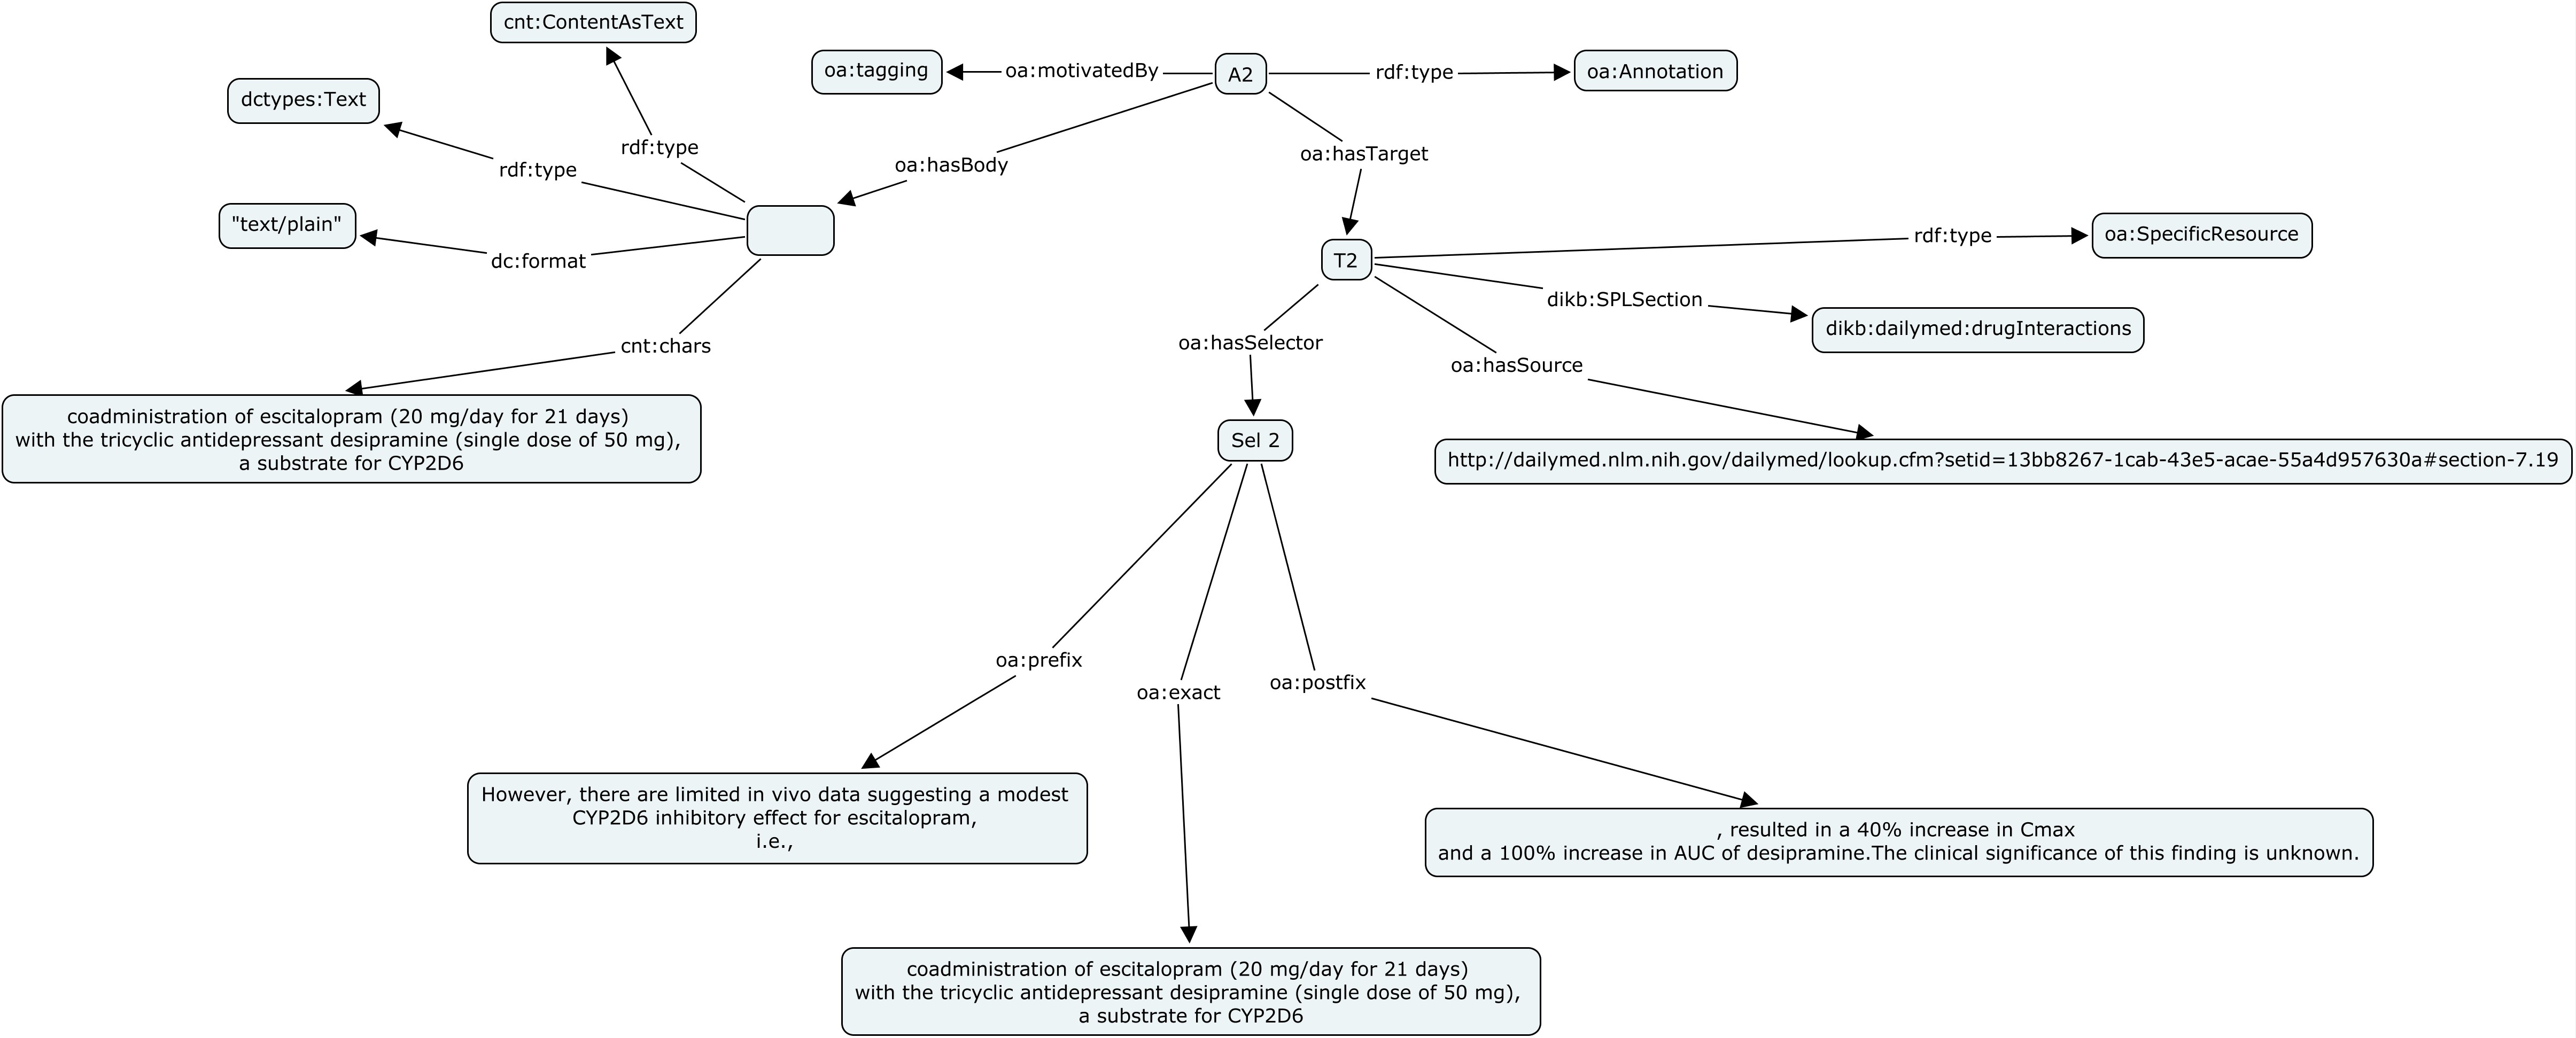 cnt:ContentAsText
oa:tagging
oa:motivatedBy
A2
rdf:type
oa:Annotation
dctypes:Text
rdf:type
rdf:type
oa:hasBody
oa:hasTarget
"text/plain"
dc:format
T2
rdf:type
oa:SpecificResource
dikb:SPLSection
dikb:dailymed:drugInteractions
cnt:chars
oa:hasSelector
oa:hasSource
coadministration of escitalopram (20 mg/day for 21 days)
with the tricyclic antidepressant desipramine (single dose of 50 mg),
a substrate for CYP2D6
Sel 2
http://dailymed.nlm.nih.gov/dailymed/lookup.cfm?setid=13bb8267-1cab-43e5-acae-55a4d957630a#section-7.19
oa:prefix
oa:exact
oa:postfix
However, there are limited in vivo data suggesting a modest
CYP2D6 inhibitory effect for escitalopram,
i.e.,
, resulted in a 40% increase in Cmax
and a 100% increase in AUC of desipramine.The clinical significance of this finding is unknown.
coadministration of escitalopram (20 mg/day for 21 days)
with the tricyclic antidepressant desipramine (single dose of 50 mg),
a substrate for CYP2D6